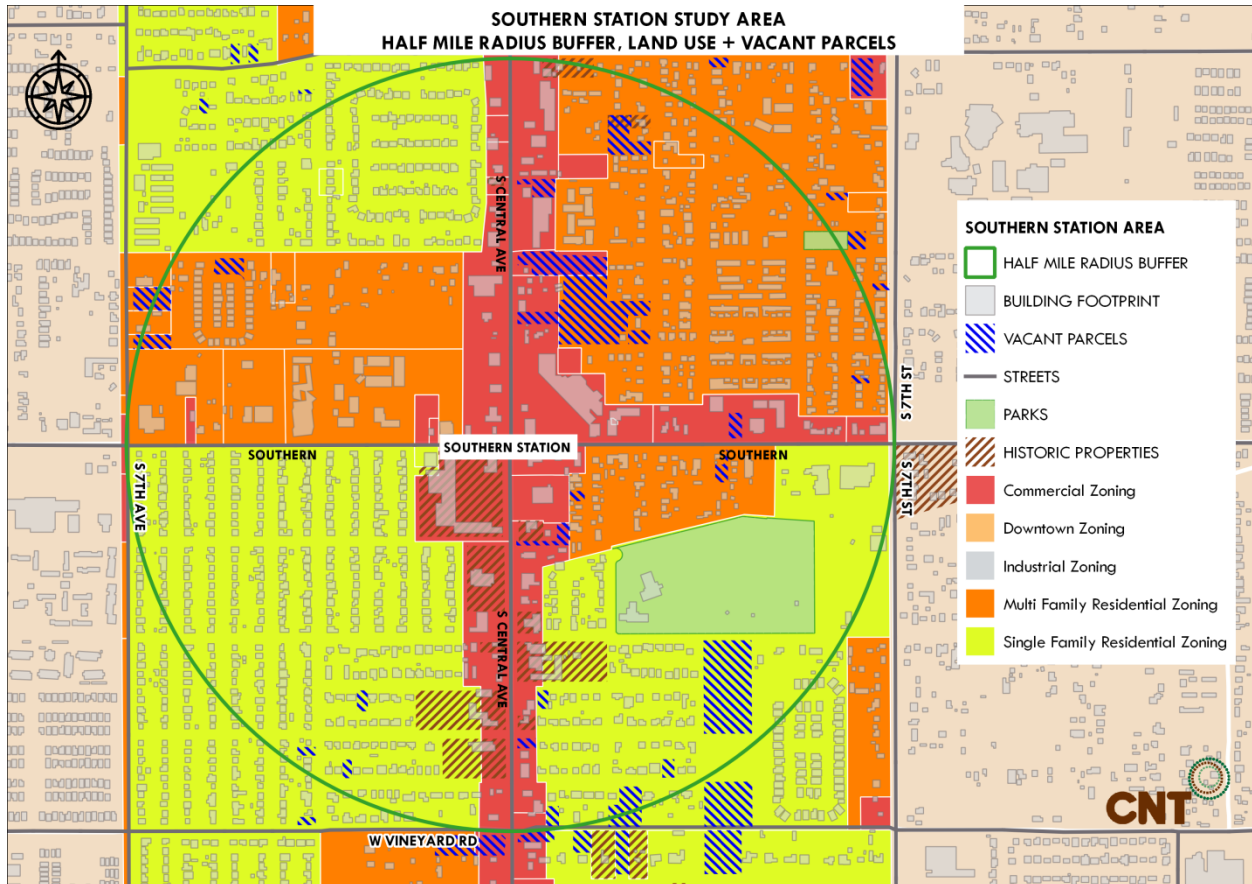 SOUTHERN STATION STUDY AREA
HALF MILE RADIUS BUFFER, LAND USE + VACANT PARCELS
S CENTRAL AVE
SOUTHERN STATION AREA
HALF MILE RADIUS BUFFER
BUILDING FOOTPRINT
VACANT PARCELS
STREETS
PARKS
HISTORIC PROPERTIES
Commercial Zoning
Downtown Zoning
Industrial Zoning
Multi Family Residential Zoning
Single Family Residential Zoning
S 7TH ST
SOUTHERN STATION
SOUTHERN
SOUTHERN
S 7TH AVE
S 7TH ST
S CENTRAL AVE
CNT
W VINEYARD RD